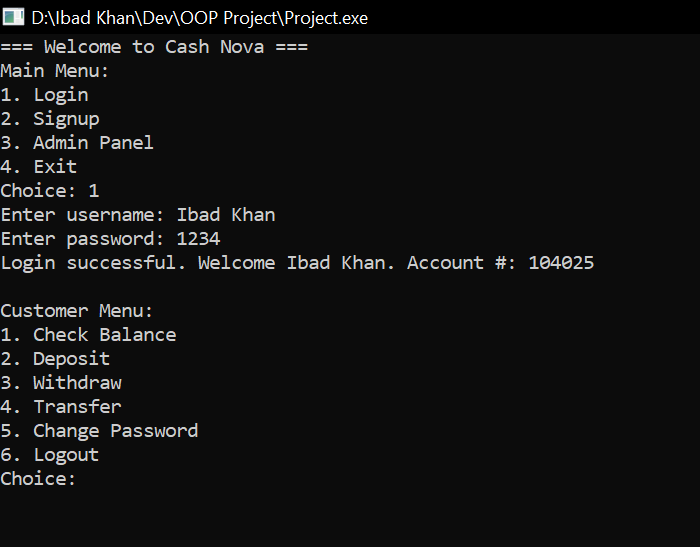 D:\Ibad Khan\Dev\OOP Project\Project.exe
=== Welcome to Cash Nova ===
Main Menu:
1. Login
2. Signup
3. Admin Panel
4. Exit
Choice: 1
Enter username: Ibad Khan
Enter password: 1234
Login successful. Welcome Ibad Khan. Account #: 104025
Customer Menu:
1. Check Balance
2. Deposit
3. Withdraw
4. Transfer
5. Change Password
6. Logout
Choice: